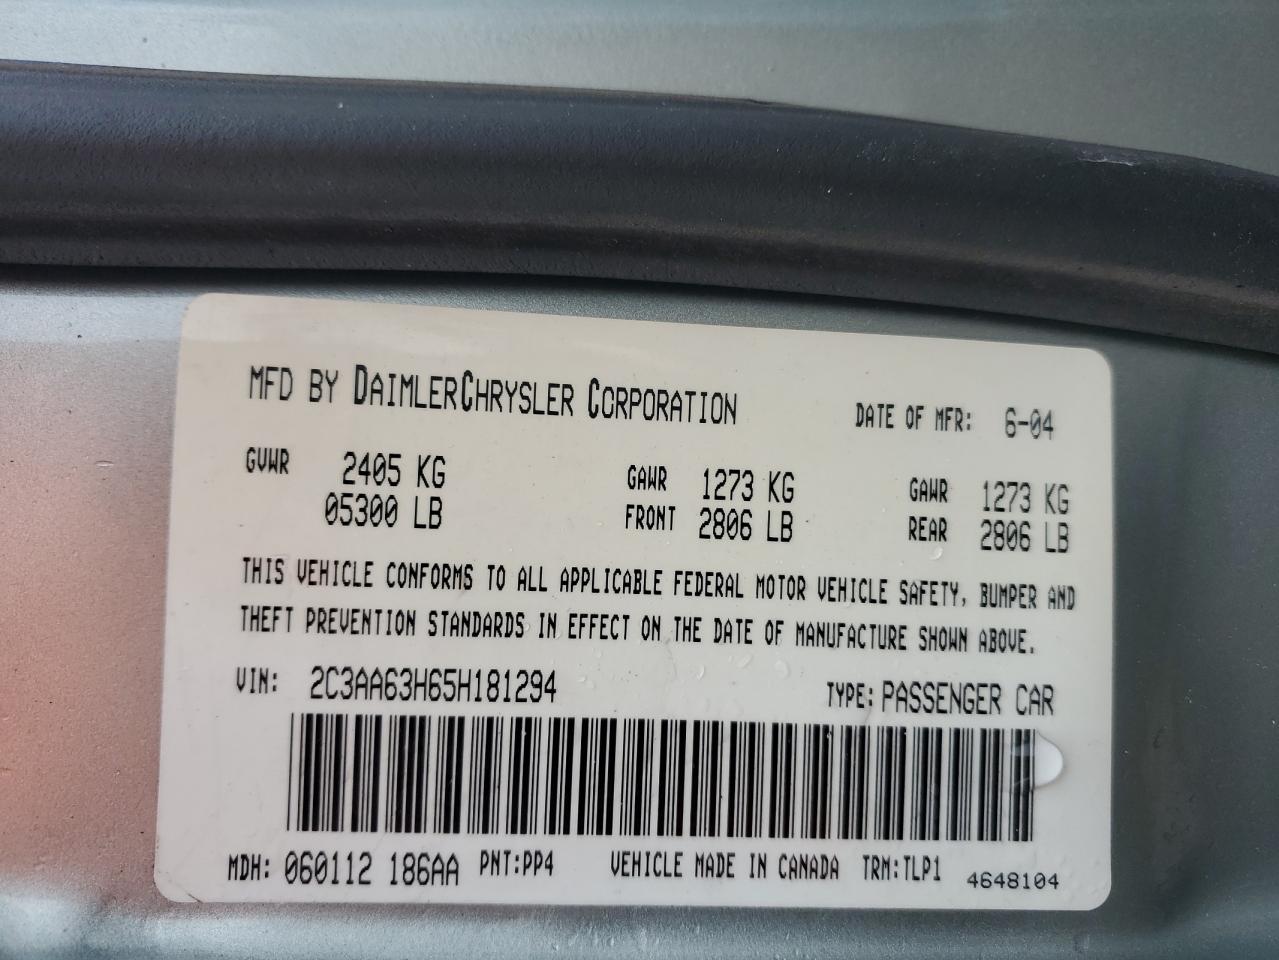 MFD BY DAIMLERCHRYSLER CORPORATION DATE OF MFR: 6-04
GVWR 2405 KG GAWR 1273 KG GAWR 1273 KG
05300 LB FRONT 2806 LB REAR 2806 LB
THIS VEHICLE CONFORMS TO ALL APPLICABLE FEDERAL MOTOR VEHICLE SAFETY, BUMPER AND
THEFT PREVENTION STANDARDS IN EFFECT ON THE DATE OF MANUFACTURE SHOWN ABOVE.
VIN: 2C3AA63H65H181294 TYPE: PASSENGER CAR
MDH: 060112 186AA PNT:PP4 VEHICLE MADE IN CANADA TRM:TLP1 4648104